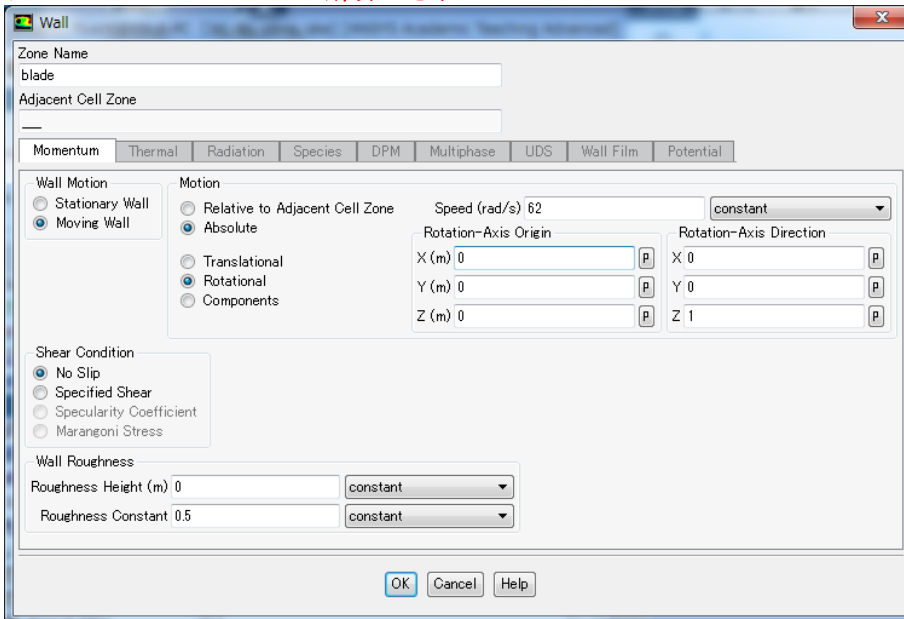 Wall
Zone Name
blade
Adjacent Cell Zone
Momentum Thermal Radiation Species DPM Multiphase UDS Wall Film Potential
Wall Motion
Stationary Wall
Moving Wall
Motion
Relative to Adjacent Cell Zone
Absolute
Translational
Rotational
Components
Speed (rad/s) 62 constant
Rotation-Axis Origin
X (m) 0 P
Y (m) 0 P
Z (m) 0 P
Rotation-Axis Direction
X 0 P
Y 0 P
Z 1 P
Shear Condition
No Slip
Specified Shear
Specularity Coefficient
Marangoni Stress
Wall Roughness
Roughness Height (m) 0 constant
Roughness Constant 0.5 constant
OK Cancel Help